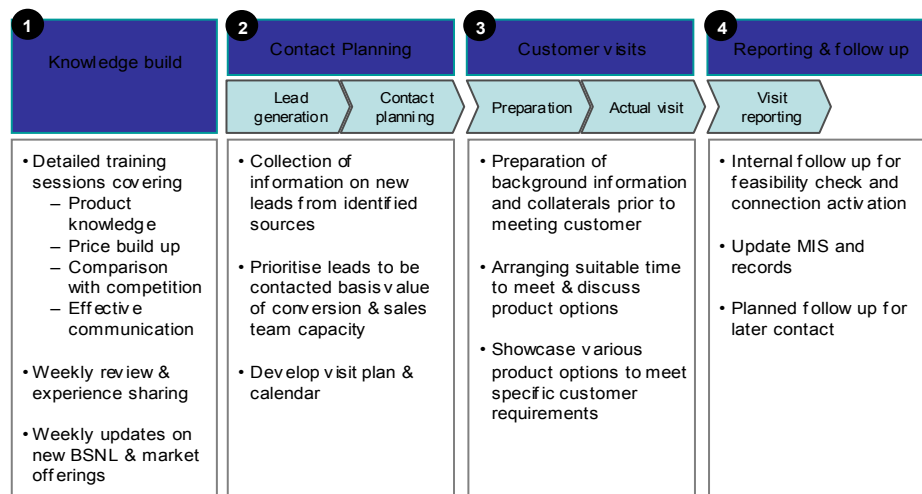 1
Knowledge build
• Detailed training
sessions covering
– Product
knowledge
– Price build up
– Comparison
with competition
– Effective
communication
• Weekly review &
experience sharing
• Weekly updates on
new BSNL & market
offerings
2
Contact Planning
Lead
generation
Contact
planning
• Collection of
information on new
leads from identified
sources
• Prioritise leads to be
contacted basis value
of conversion & sales
team capacity
• Develop visit plan &
calendar
3
Customer visits
Preparation
Actual visit
• Preparation of
background information
and collaterals prior to
meeting customer
• Arranging suitable time
to meet & discuss
product options
• Showcase various
product options to meet
specific customer
requirements
4
Reporting & follow up
Visit
reporting
• Internal follow up for
feasibility check and
connection activation
• Update MIS and
records
• Planned follow up for
later contact